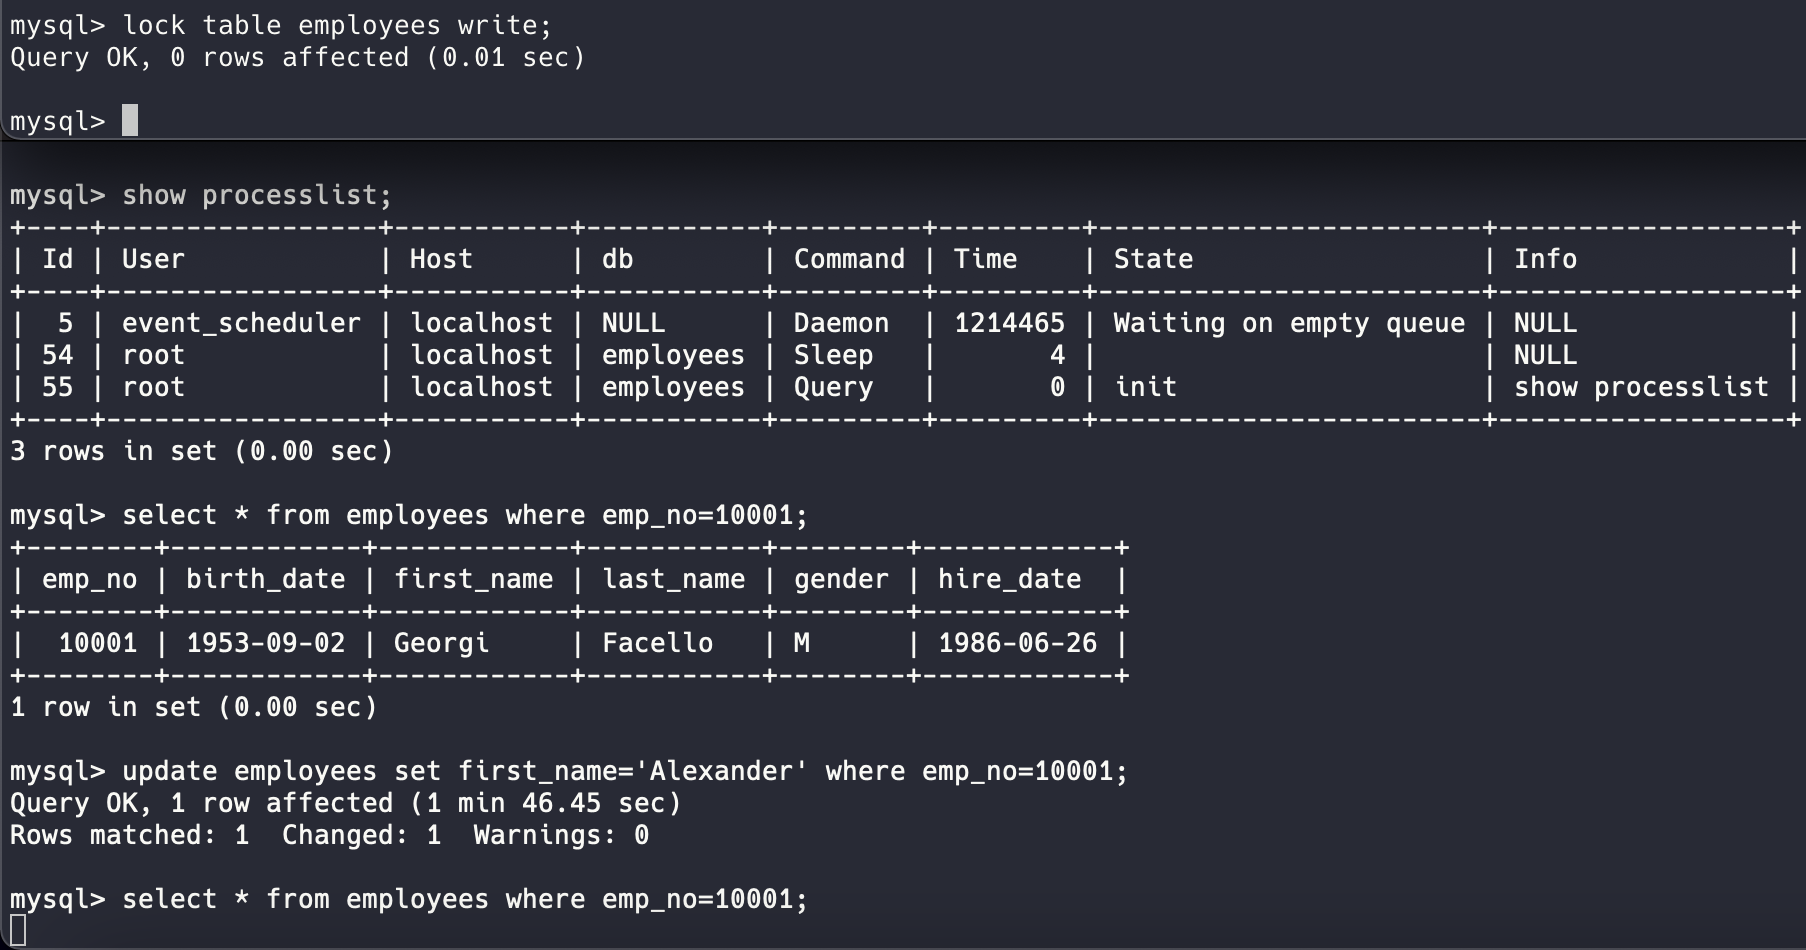 mysql> lock table employees write;
Query OK, 0 rows affected (0.01 sec)
mysql>
mysql> show processlist;
+----+-----------------+-----------+-----------+---------+---------+------------------------+------------------+
| Id | User            | Host      | db        | Command | Time    | State                  | Info             |
+----+-----------------+-----------+-----------+---------+---------+------------------------+------------------+
|  5 | event_scheduler | localhost | NULL      | Daemon  | 1214465 | Waiting on empty queue | NULL             |
| 54 | root            | localhost | employees | Sleep   |       4 |                        | NULL             |
| 55 | root            | localhost | employees | Query   |       0 | init                   | show processlist |
+----+-----------------+-----------+-----------+---------+---------+------------------------+------------------+
3 rows in set (0.00 sec)
mysql> select * from employees where emp_no=10001;
+--------+------------+------------+-----------+--------+------------+
| emp_no | birth_date | first_name | last_name | gender | hire_date  |
+--------+------------+------------+-----------+--------+------------+
|  10001 | 1953-09-02 | Georgi     | Facello   | M      | 1986-06-26 |
+--------+------------+------------+-----------+--------+------------+
1 row in set (0.00 sec)
mysql> update employees set first_name='Alexander' where emp_no=10001;
Query OK, 1 row affected (1 min 46.45 sec)
Rows matched: 1  Changed: 1  Warnings: 0
mysql> select * from employees where emp_no=10001;